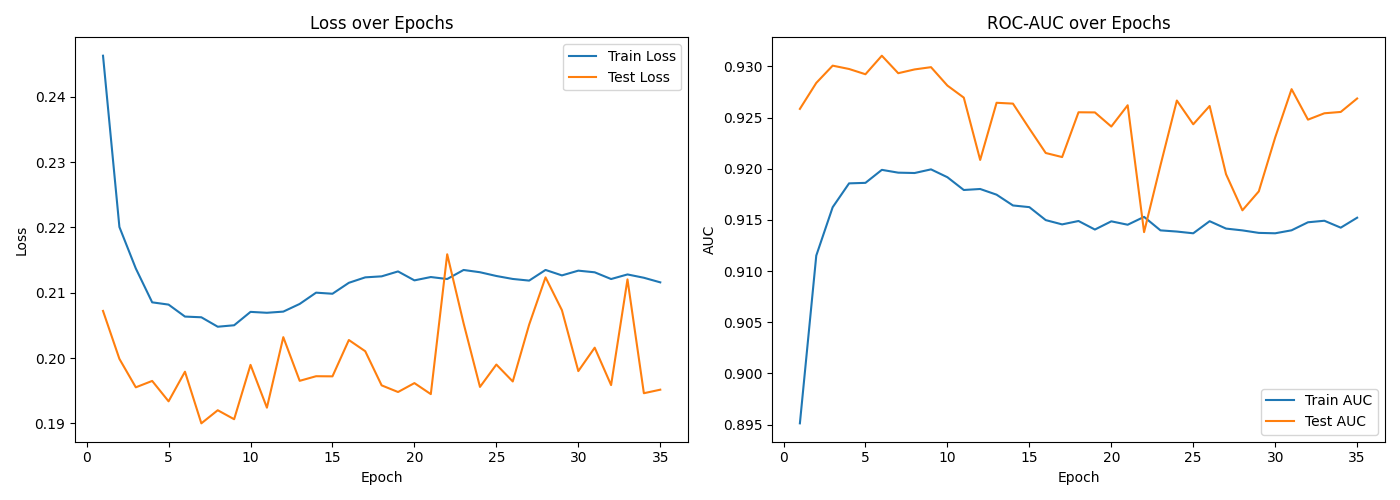 Loss over Epochs
Train Loss
Test Loss
0.24
0.23
0.22
0.21
0.20
0.19
Loss
0 5 10 15 20 25 30 35
Epoch
ROC-AUC over Epochs
0.930
0.925
0.920
0.915
0.910
0.905
0.900
0.895
AUC
Train AUC
Test AUC
0 5 10 15 20 25 30 35
Epoch